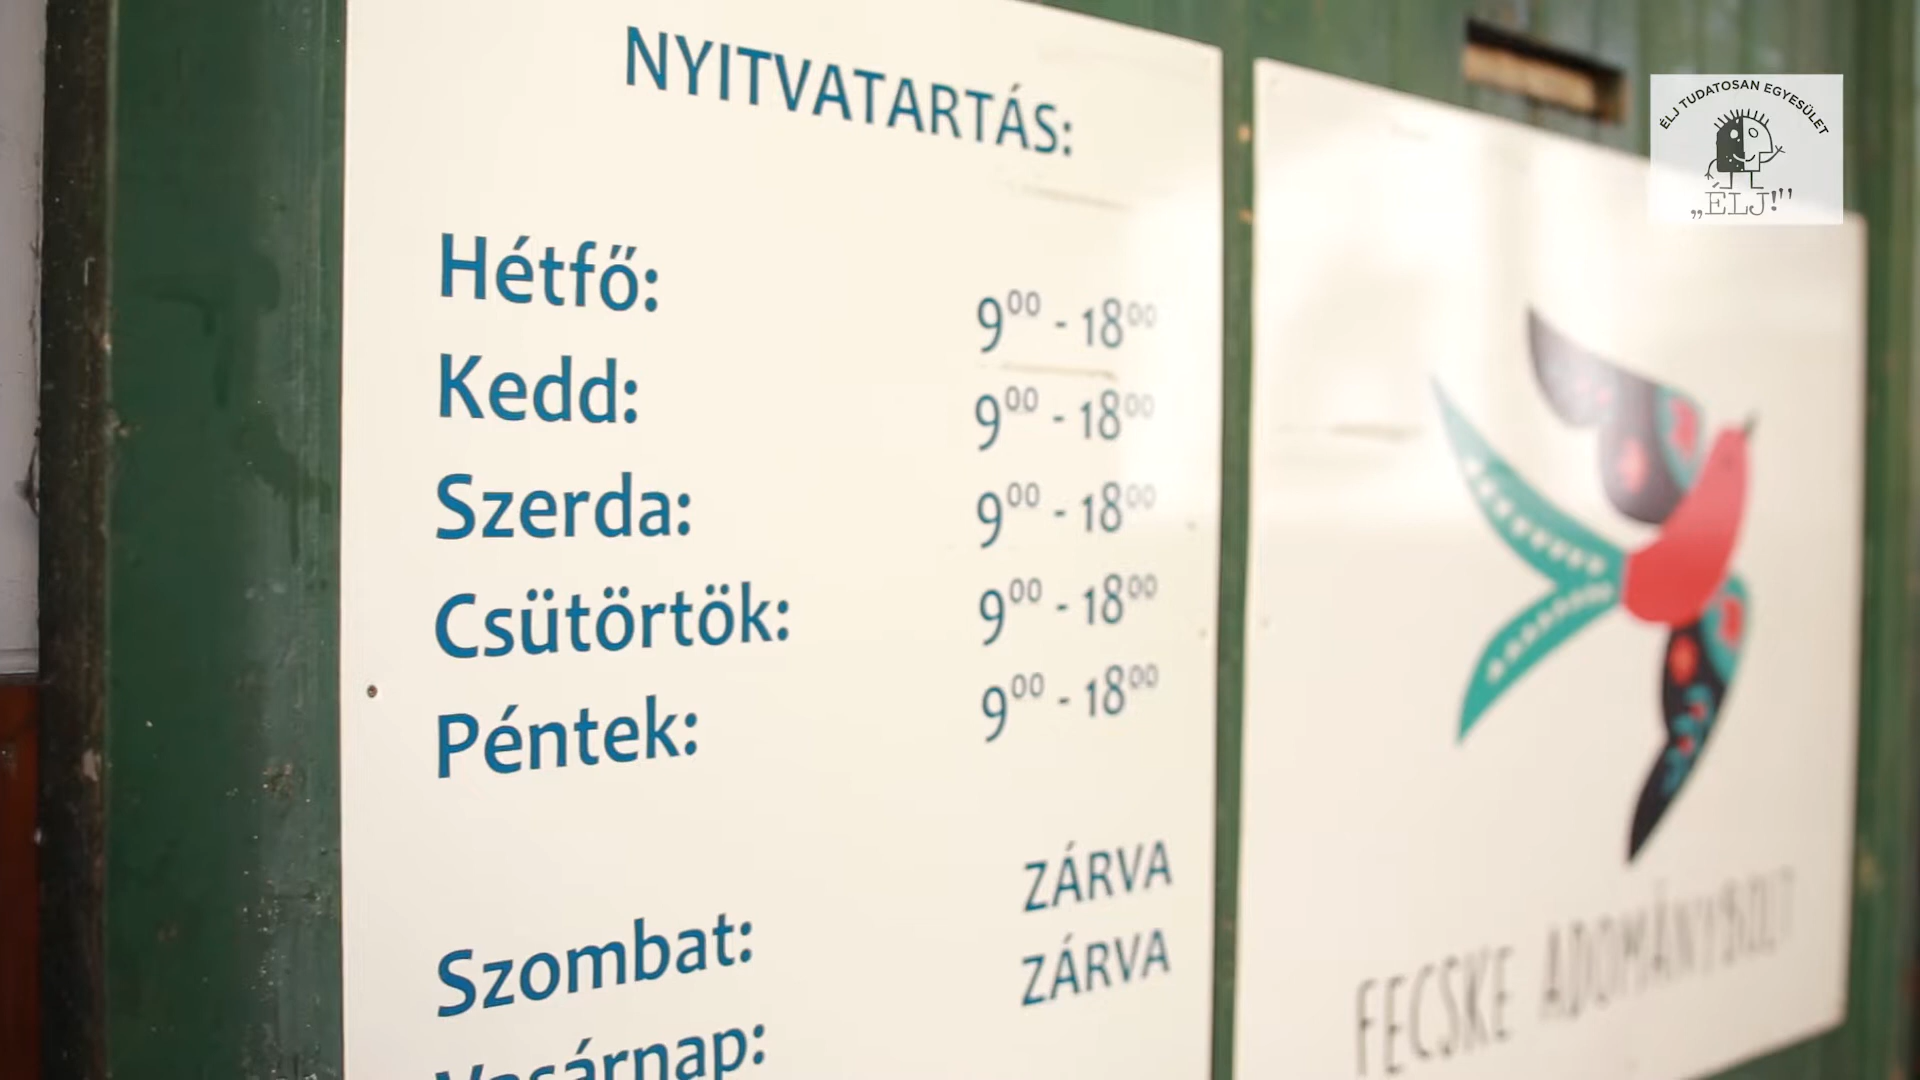 NYITVATARTÁS:
Hétfő: 9⁰⁰ - 18⁰⁰
Kedd: 9⁰⁰ - 18⁰⁰
Szerda: 9⁰⁰ - 18⁰⁰
Csütörtök: 9⁰⁰ - 18⁰⁰
Péntek: 9⁰⁰ - 18⁰⁰
Szombat: ZÁRVA
Vasárnap: ZÁRVA
FECSKE ADOMÁNYBOLT
ÉLJ TUDATOSAN EGYESÜLET
„ÉLJ!"